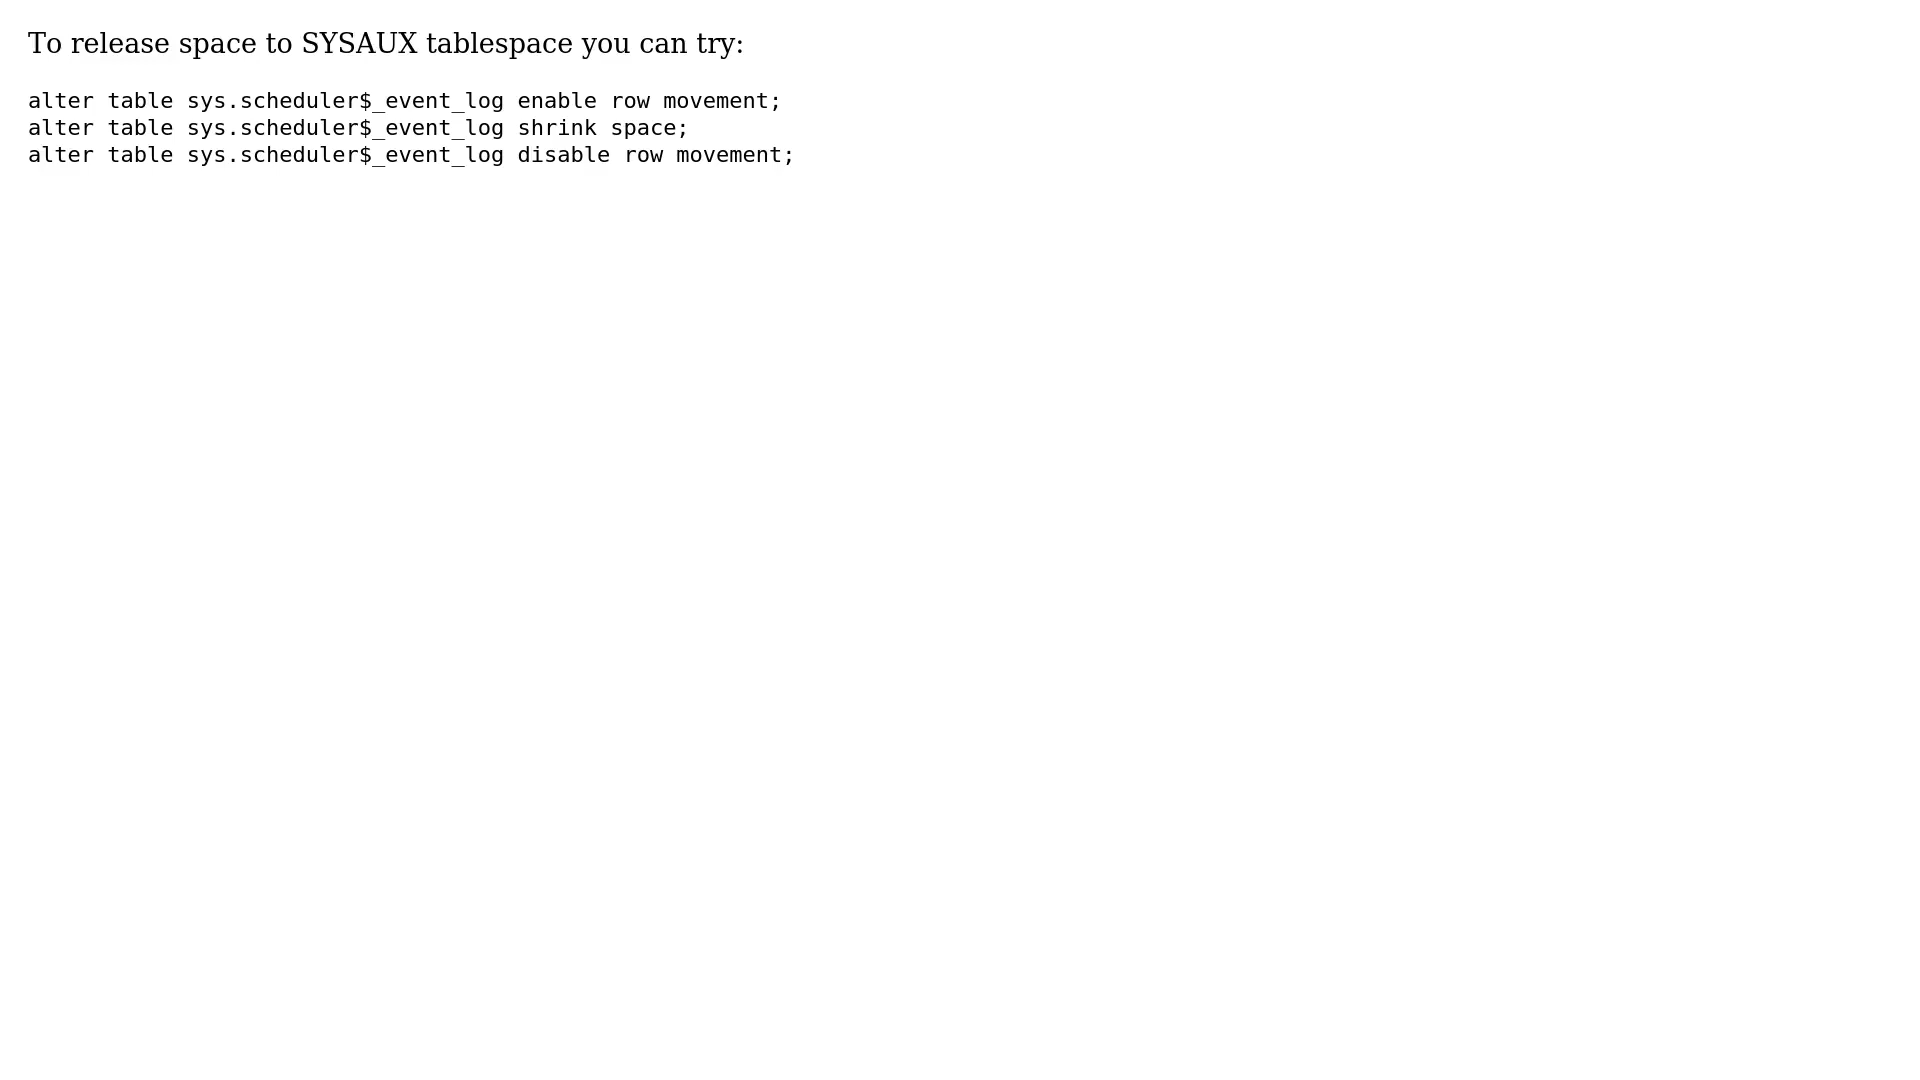 To release space to SYSAUX tablespace you can try:
alter table sys.scheduler$_event_log enable row movement;
alter table sys.scheduler$_event_log shrink space;
alter table sys.scheduler$_event_log disable row movement;